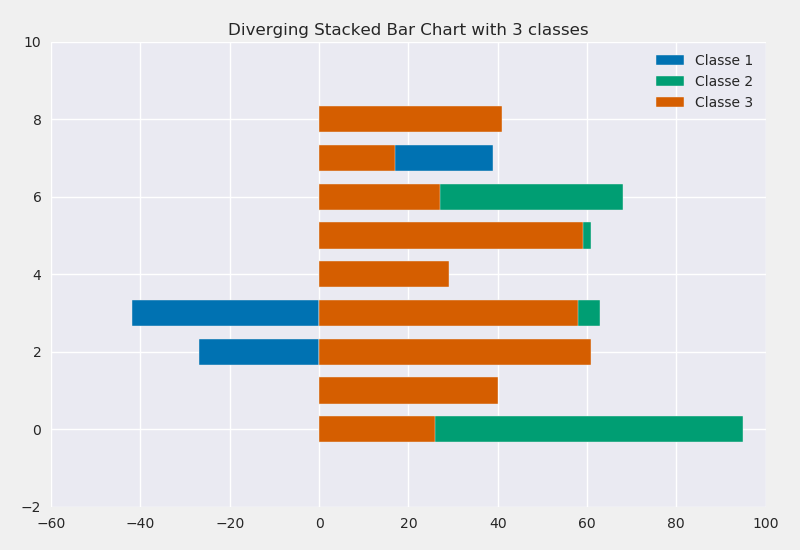 Diverging Stacked Bar Chart with 3 classes
10
8
6
4
2
0
−2
−60 −40 −20 0 20 40 60 80 100
Classe 1
Classe 2
Classe 3